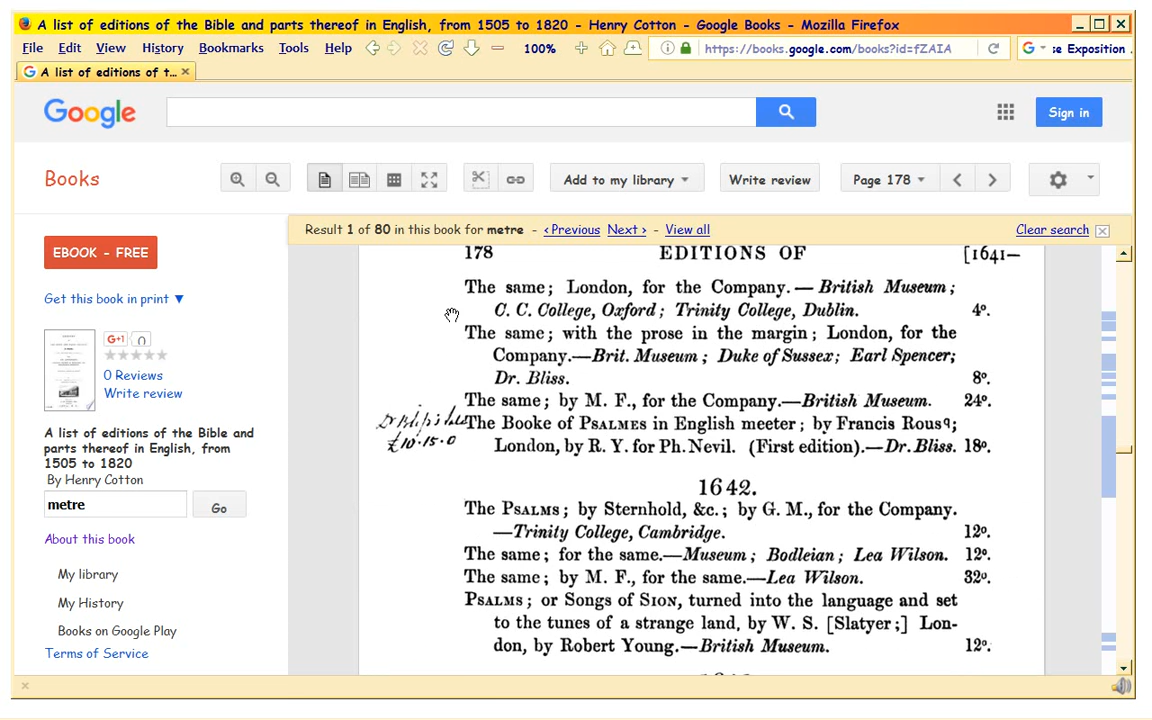 A list of editions of the Bible and parts thereof in English, from 1505 to 1820 - Henry Cotton - Google Books - Mozilla Firefox
File Edit View History Bookmarks Tools Help 100% https://books.google.com/books?id=fZAIA G se Exposition
G A list of editions of t...
Google Sign in
Books Add to my library Write review Page 178
Result 1 of 80 in this book for metre - ‹Previous Next› - View all Clear search
EBOOK - FREE
Get this book in print ▼
G+1 0
0 Reviews
Write review
A list of editions of the Bible and
parts thereof in English, from
1505 to 1820
By Henry Cotton
metre Go
About this book
My library
My History
Books on Google Play
Terms of Service
178 EDITIONS OF [1641—
The same; London, for the Company.—British Museum;
C. C. College, Oxford; Trinity College, Dublin. 4º.
The same; with the prose in the margin; London, for the
Company.—Brit. Museum; Duke of Sussex; Earl Spencer;
Dr. Bliss. 8º.
The same; by M. F., for the Company.—British Museum. 24º.
The Booke of PSALMES in English meeter; by Francis Rous;
£10.15.0
London, by R. Y. for Ph. Nevil. (First edition).—Dr. Bliss. 18º.
1642.
The PSALMS; by Sternhold, &c.; by G. M., for the Company.
—Trinity College, Cambridge. 12º.
The same; for the same.—Museum; Bodleian; Lea Wilson. 12º.
The same; by M. F., for the same.—Lea Wilson. 32º.
PSALMS; or Songs of SION, turned into the language and set
to the tunes of a strange land, by W. S. [Slatyer;] Lon-
don, by Robert Young.—British Museum. 12º.